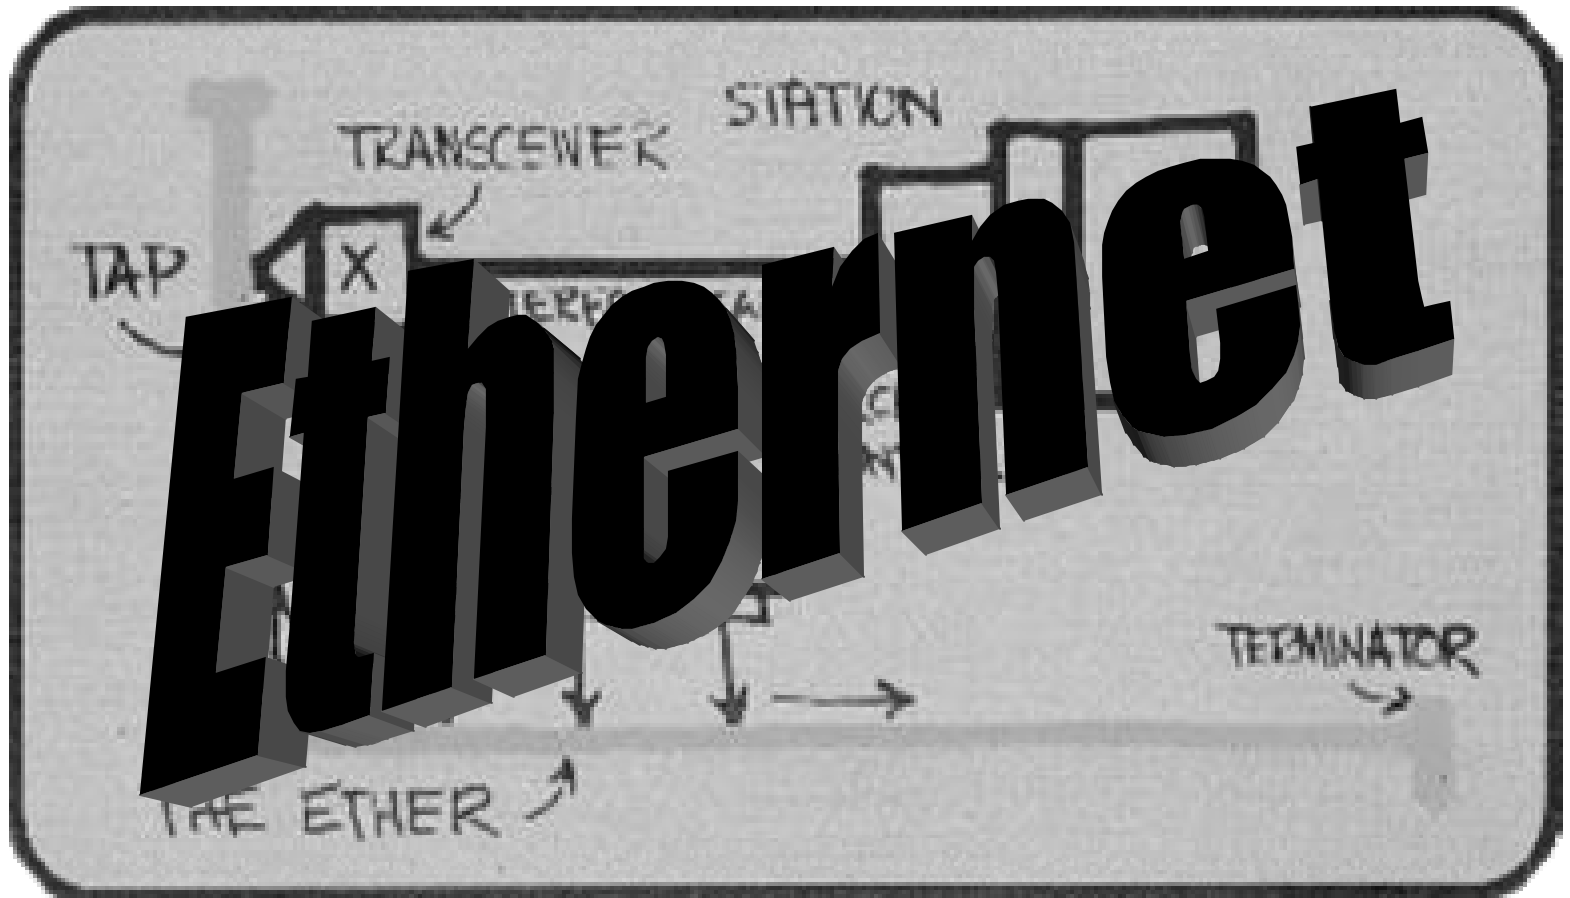 STATION
TRANSCEIVER
TAP
X
Ethernet
TERMINATOR
THE ETHER